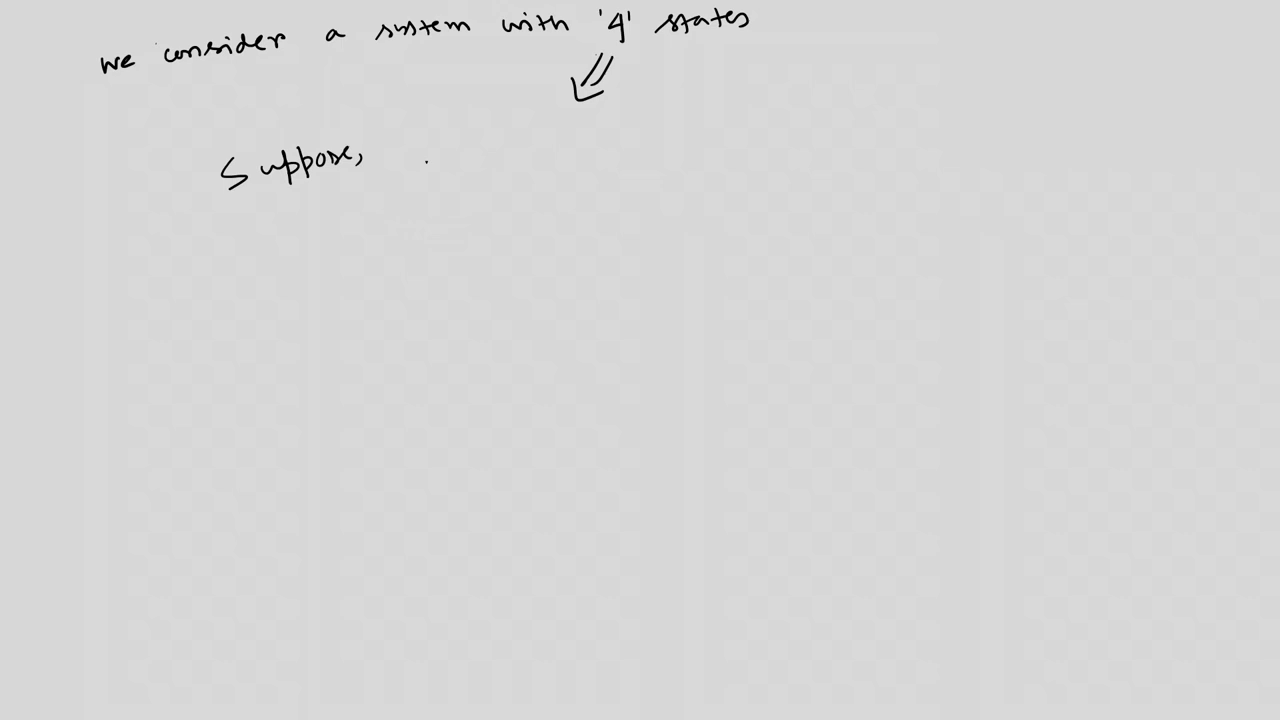 we consider a system with '4' states
Suppose,